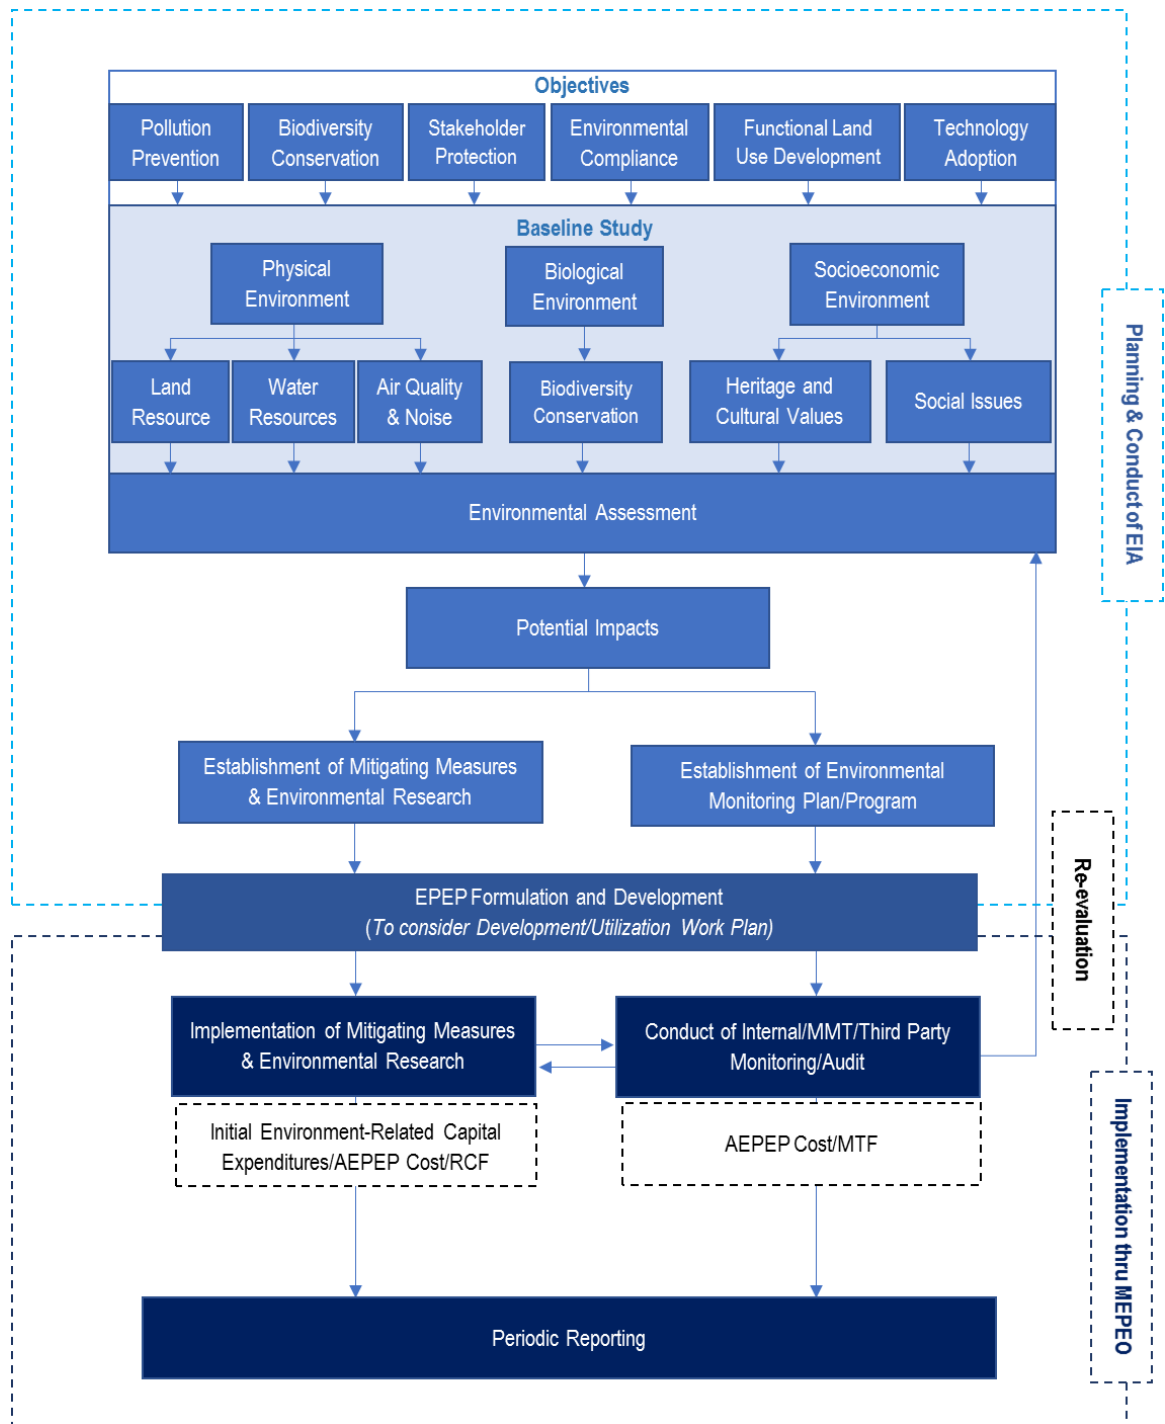 Objectives
Pollution
Prevention
Biodiversity
Conservation
Stakeholder
Protection
Environmental
Compliance
Functional Land
Use Development
Technology
Adoption
Baseline Study
Physical
Environment
Biological
Environment
Socioeconomic
Environment
Land
Resource
Water
Resources
Air Quality
& Noise
Biodiversity
Conservation
Heritage and
Cultural Values
Social Issues
Environmental Assessment
Planning & Conduct of EIA
Potential Impacts
Establishment of Mitigating Measures
& Environmental Research
Establishment of Environmental
Monitoring Plan/Program
Re-evaluation
EPEP Formulation and Development
(To consider Development/Utilization Work Plan)
Implementation of Mitigating Measures
& Environmental Research
Conduct of Internal/MMT/Third Party
Monitoring/Audit
Initial Environment-Related Capital
Expenditures/AEPEP Cost/RCF
AEPEP Cost/MTF
Implementation thru MEPEO
Periodic Reporting